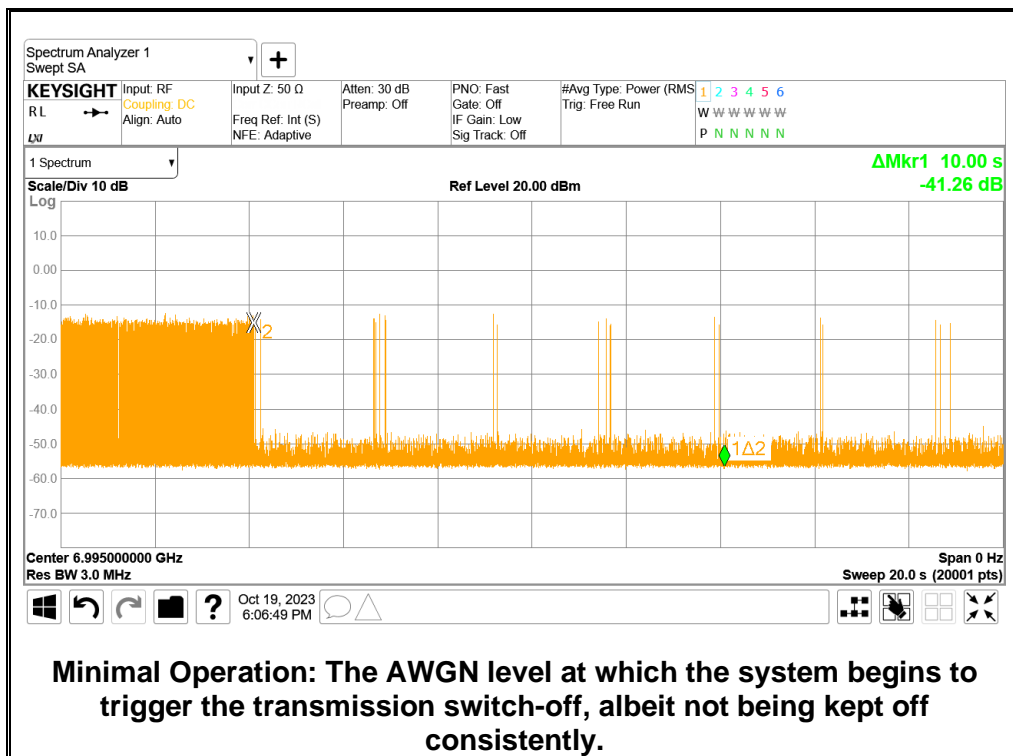 Spectrum Analyzer 1
Swept SA
+
KEYSIGHT
R L
LXI
Input: RF
Coupling: DC
Align: Auto
Input Z: 50 Ω
Freq Ref: Int (S)
NFE: Adaptive
Atten: 30 dB
Preamp: Off
PNO: Fast
Gate: Off
IF Gain: Low
Sig Track: Off
#Avg Type: Power (RMS
Trig: Free Run
1 2 3 4 5 6
W W W W W W
P N N N N N
1 Spectrum
ΔMkr1 10.00 s
-41.26 dB
Scale/Div 10 dB
Ref Level 20.00 dBm
Log
10.0
0.00
-10.0
-20.0
-30.0
-40.0
-50.0
-60.0
-70.0
X2
1Δ2
Center 6.995000000 GHz
Span 0 Hz
Res BW 3.0 MHz
Sweep 20.0 s (20001 pts)
?
Oct 19, 2023
6:06:49 PM
Minimal Operation: The AWGN level at which the system begins to
trigger the transmission switch-off, albeit not being kept off
consistently.